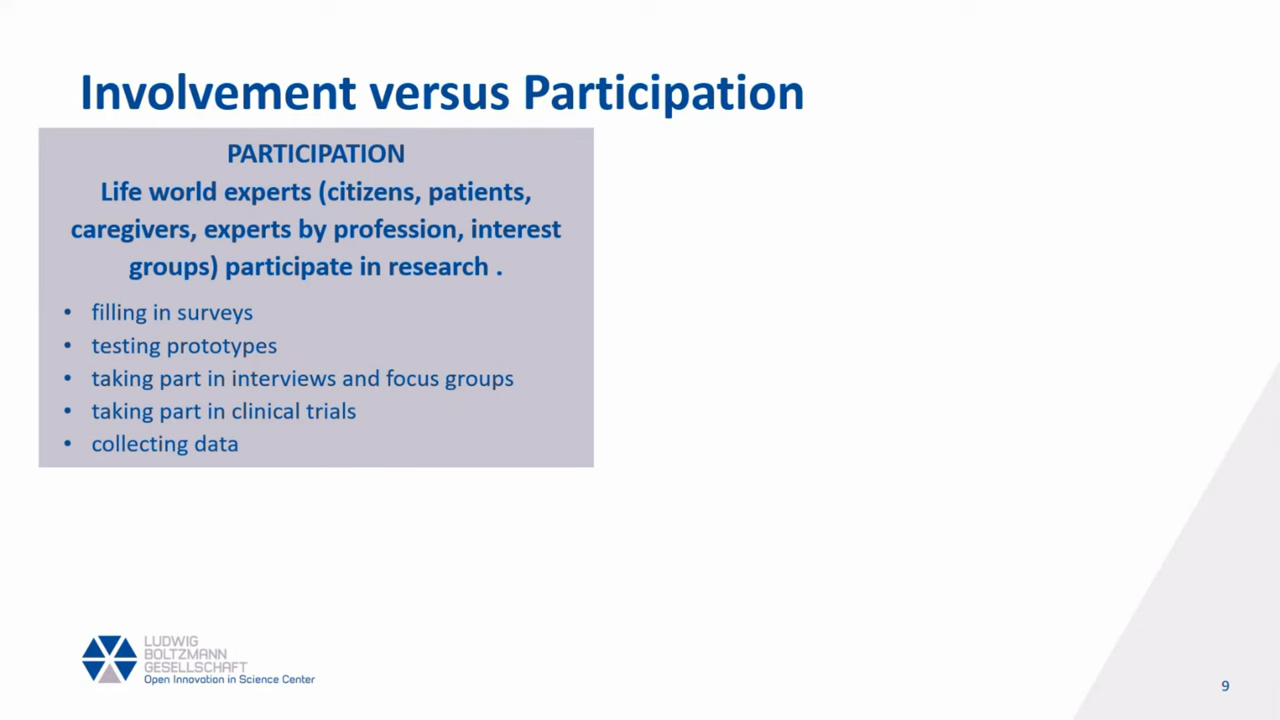 Involvement versus Participation
PARTICIPATION
Life world experts (citizens, patients,
caregivers, experts by profession, interest
groups) participate in research .
• filling in surveys
• testing prototypes
• taking part in interviews and focus groups
• taking part in clinical trials
• collecting data
LUDWIG
BOLTZMANN
GESELLSCHAFT
Open Innovation in Science Center
9